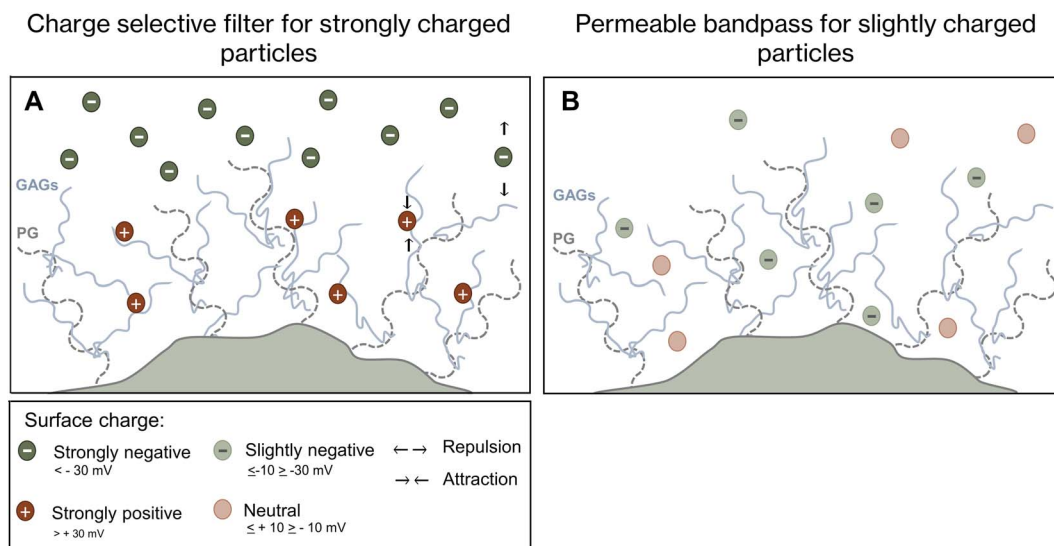 Charge selective filter for strongly charged
particles
Permeable bandpass for slightly charged
particles
A
GAGs
PG
B
GAGs
PG
Surface charge:
Strongly negative
< - 30 mV
Slightly negative
≤-10 ≥ -30 mV
←→ Repulsion
→← Attraction
Strongly positive
> + 30 mV
Neutral
≤ + 10 ≥ - 10 mV